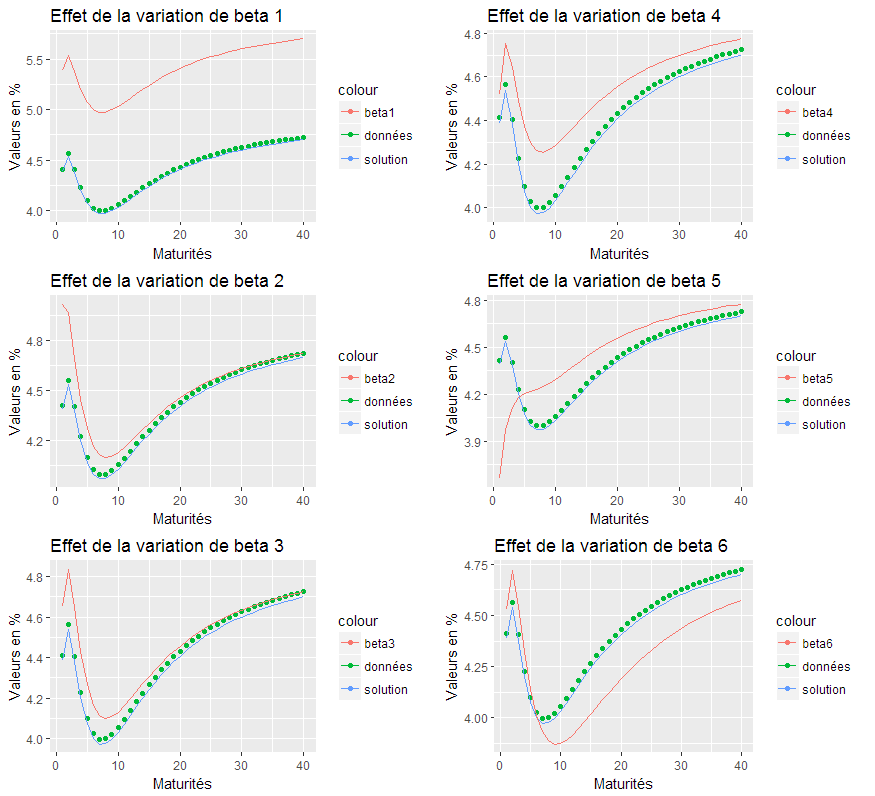 Effet de la variation de beta 1
Valeurs en %
5.5
5.0
4.5
4.0
0 10 20 30 40
Maturités
colour
beta1
données
solution
Effet de la variation de beta 4
Valeurs en %
4.8
4.6
4.4
4.2
4.0
0 10 20 30 40
Maturités
colour
beta4
données
solution
Effet de la variation de beta 2
Valeurs en %
4.8
4.5
4.2
0 10 20 30 40
Maturités
colour
beta2
données
solution
Effet de la variation de beta 5
Valeurs en %
4.8
4.5
4.2
3.9
0 10 20 30 40
Maturités
colour
beta5
données
solution
Effet de la variation de beta 3
Valeurs en %
4.8
4.6
4.4
4.2
4.0
0 10 20 30 40
Maturités
colour
beta3
données
solution
Effet de la variation de beta 6
Valeurs en %
4.75
4.50
4.25
4.00
0 10 20 30 40
Maturités
colour
beta6
données
solution